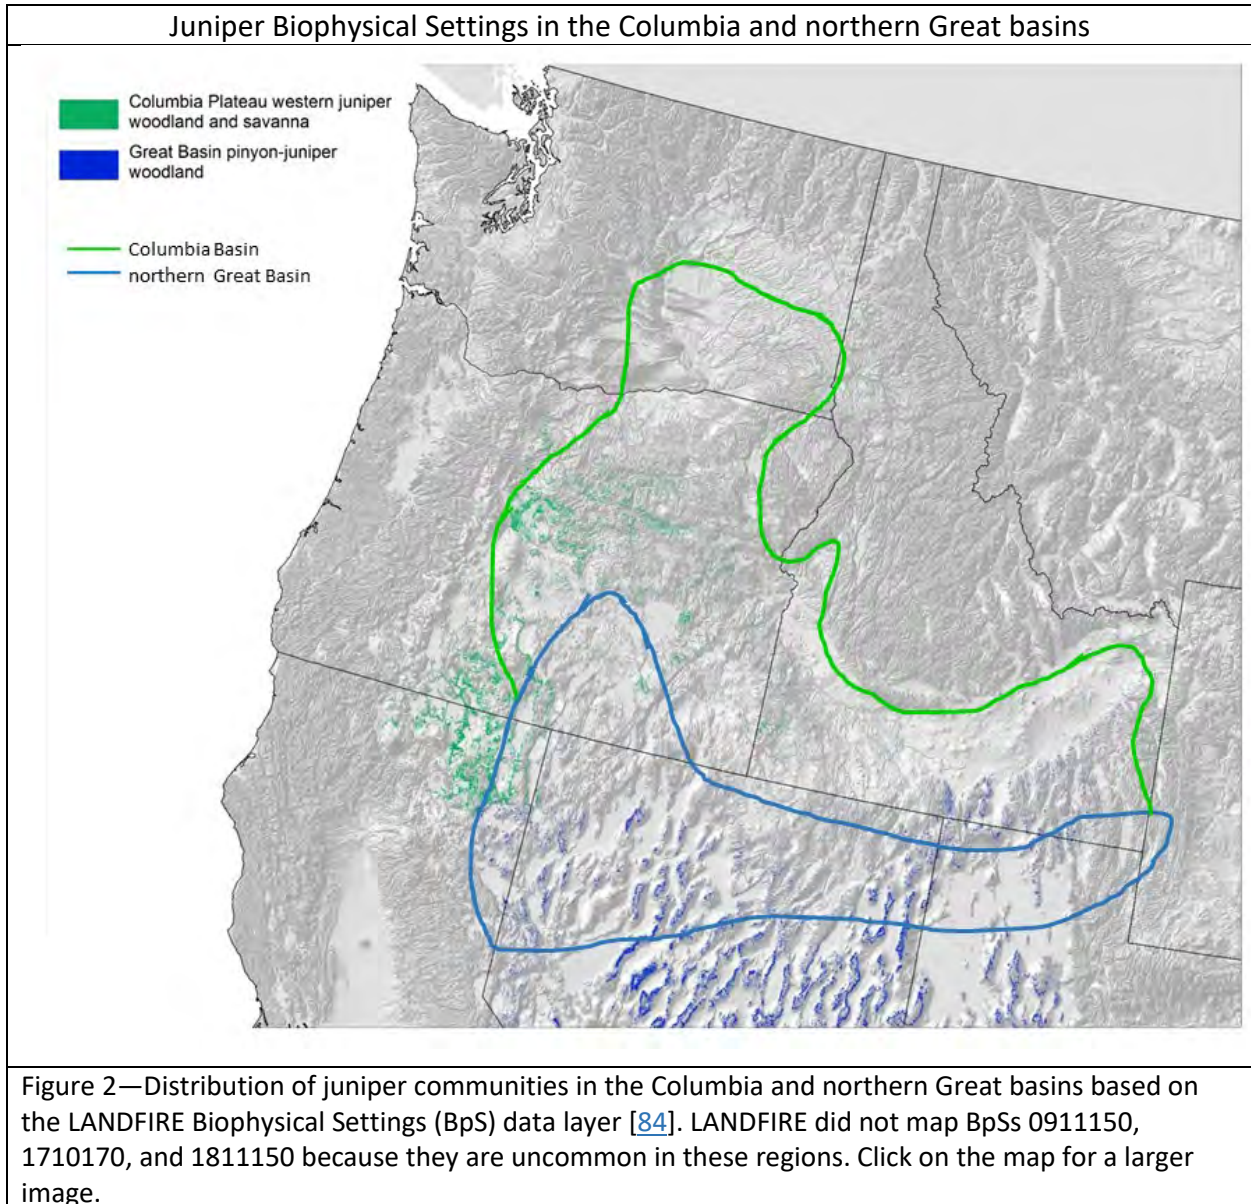 Juniper Biophysical Settings in the Columbia and northern Great basins
Columbia Plateau western juniper
woodland and savanna
Great Basin pinyon-juniper
woodland
Columbia Basin
northern Great Basin
Figure 2—Distribution of juniper communities in the Columbia and northern Great basins based on
the LANDFIRE Biophysical Settings (BpS) data layer [84]. LANDFIRE did not map BpSs 0911150,
1710170, and 1811150 because they are uncommon in these regions. Click on the map for a larger
image.